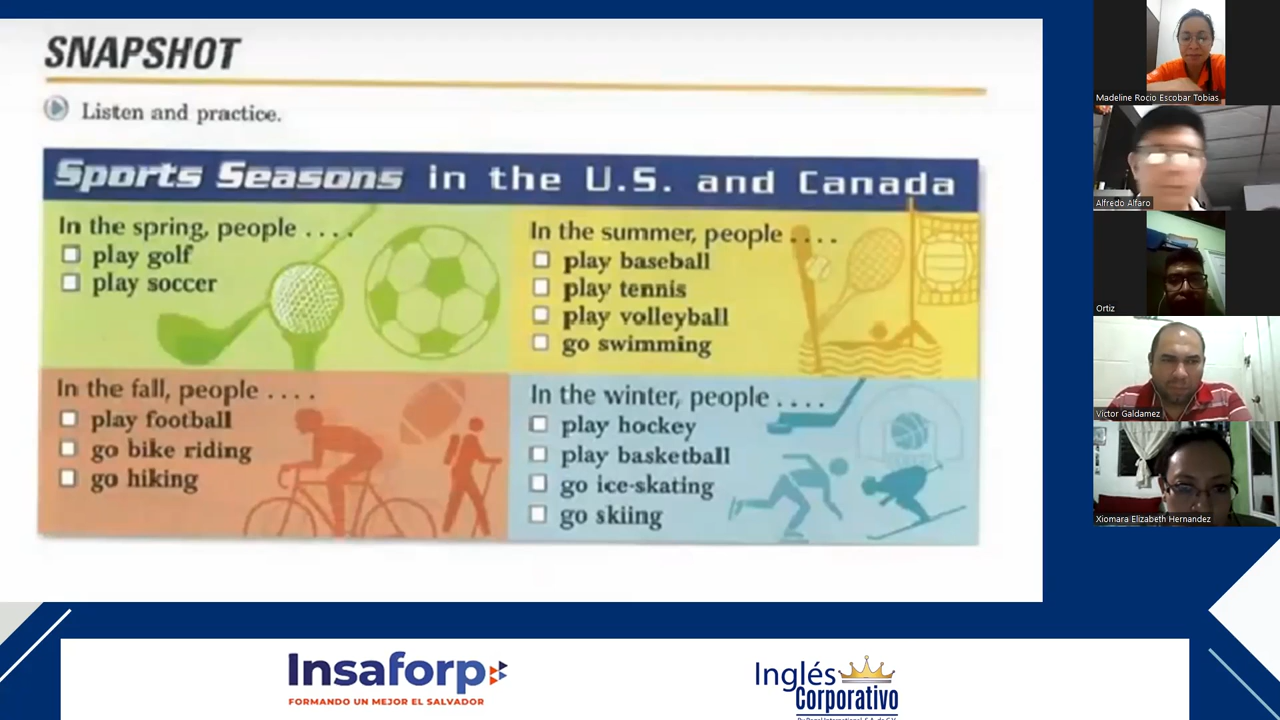 SNAPSHOT
Listen and practice.
Sports Seasons in the U.S. and Canada
In the spring, people ....
play golf
play soccer
In the summer, people ....
play baseball
play tennis
play volleyball
go swimming
In the fall, people ....
play football
go bike riding
go hiking
In the winter, people ....
play hockey
play basketball
go ice-skating
go skiing
Madeline Rocio Escobar Tobias
Alfredo Alfaro
Ortiz
Victor Galdamez
Xiomara Elizabeth Hernandez
Insaforp
FORMANDO UN MEJOR EL SALVADOR
Inglés
Corporativo